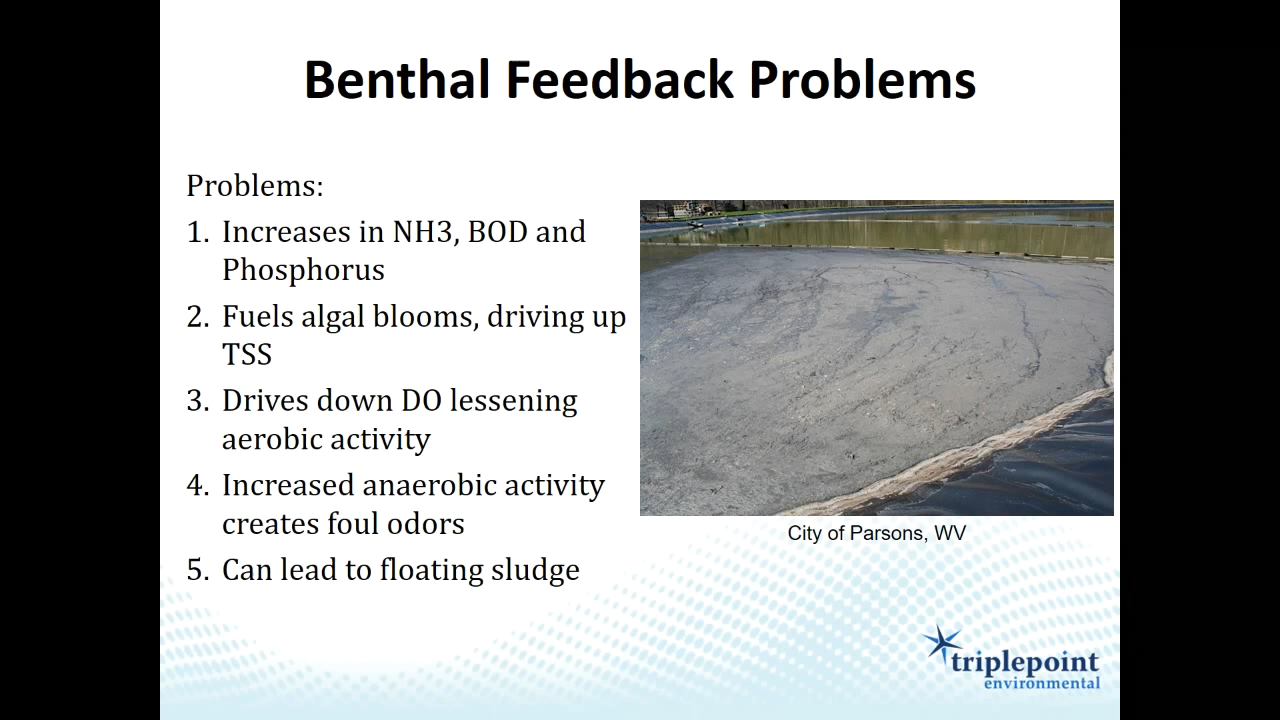 Benthal Feedback Problems
Problems:
1. Increases in NH3, BOD and
Phosphorus
2. Fuels algal blooms, driving up
TSS
3. Drives down DO lessening
aerobic activity
4. Increased anaerobic activity
creates foul odors
5. Can lead to floating sludge
City of Parsons, WV
triplepoint
environmental